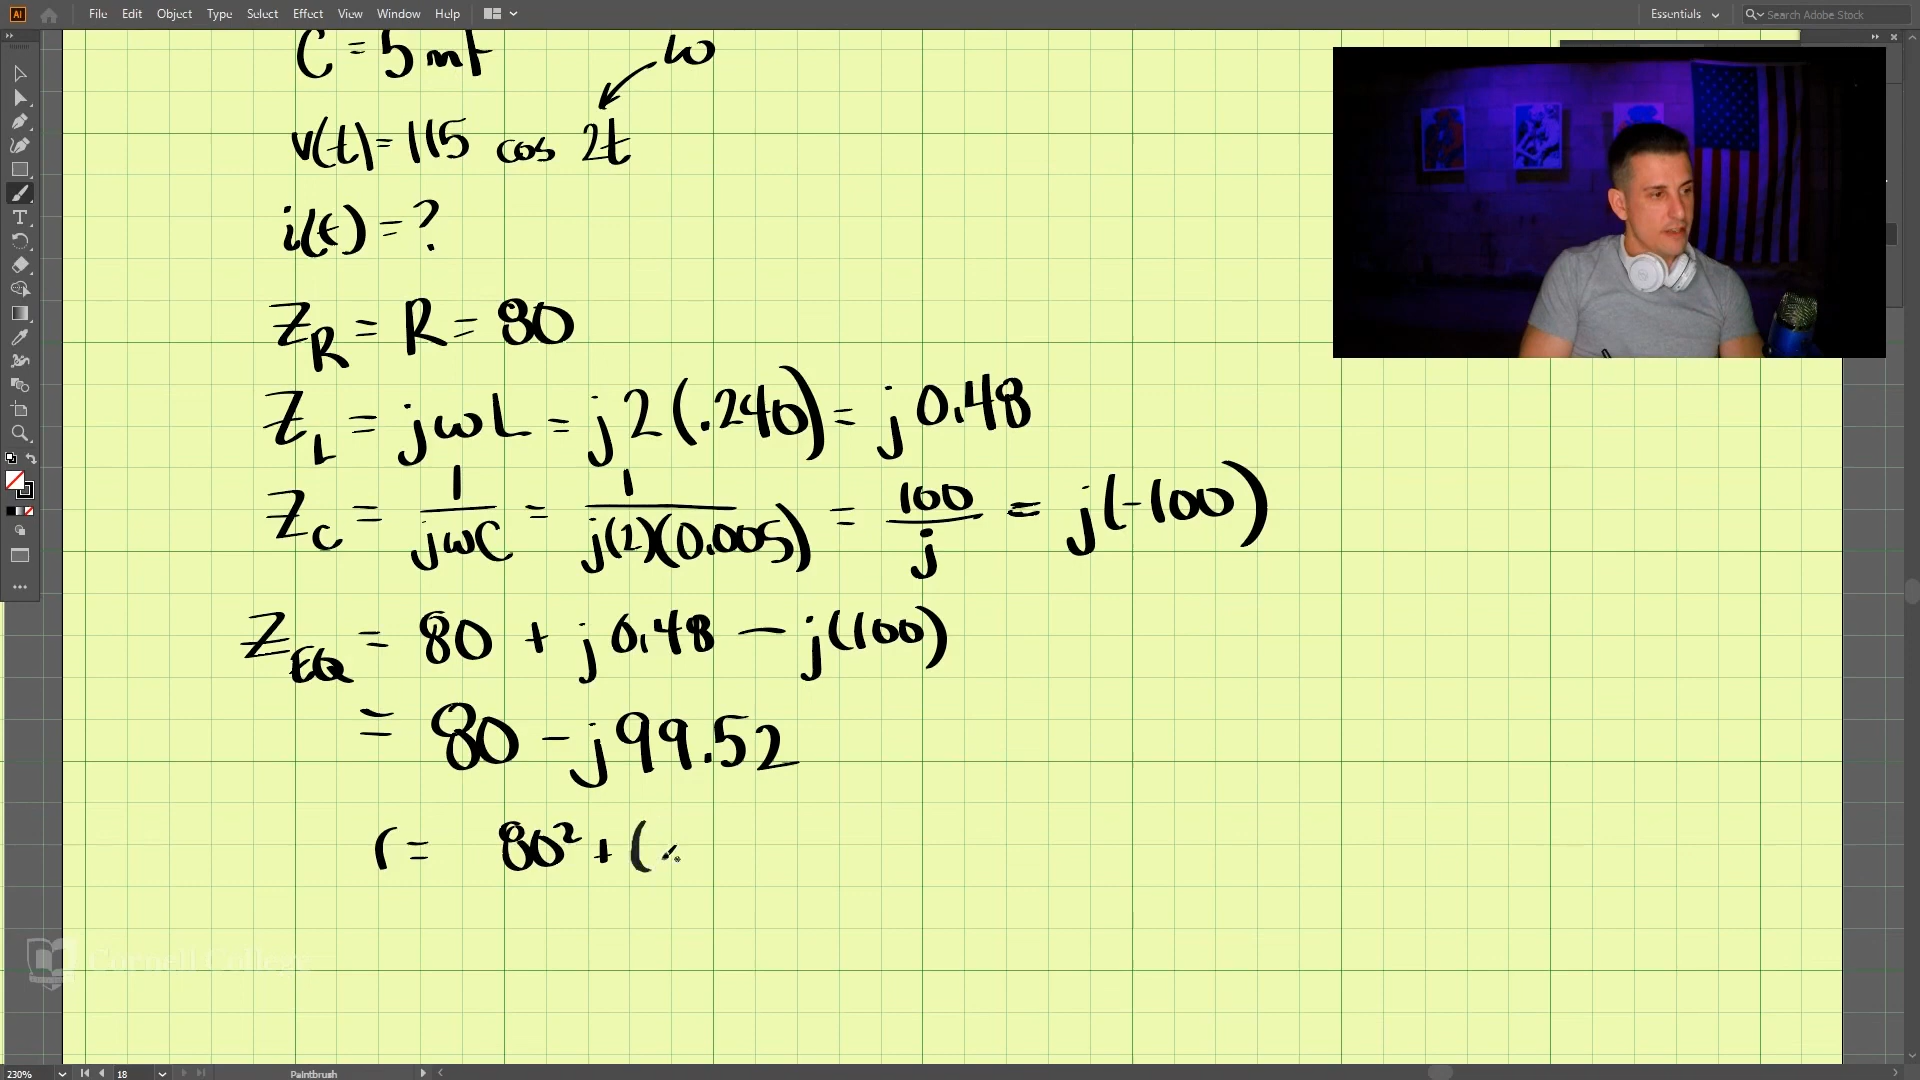 File Edit Object Type Select Effect View Window Help Essentials Search Adobe Stock
C = 5 mf
ω
v(t) = 115 cos 2t
i(t) = ?
Z_R = R = 80
Z_L = jωL = j2(.240) = j0.48
Z_C = 1/jωC = 1/j(2)(0.005) = 100/j = j(-100)
Z_EQ = 80 + j0.48 - j(100)
= 80 - j99.52
r = 80² + (
Cornell College
230% 18 Paintbrush